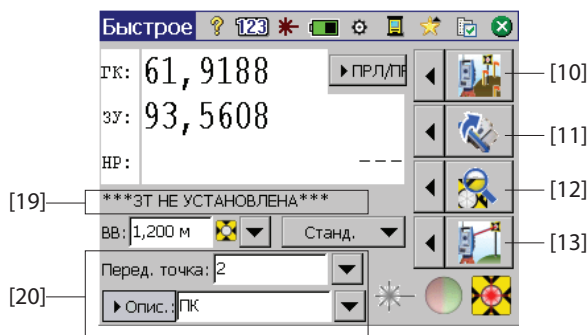 Быстрое ? 123
ГК: 61,9188 ПРЛ/ПР
ЗУ: 93,5608
НР: ---
***ЗТ НЕ УСТАНОВЛЕНА***
ВВ: 1,200 м Станд.
Перед. точка: 2
Опис.: ПК
[10]
[11]
[12]
[13]
[19]
[20]